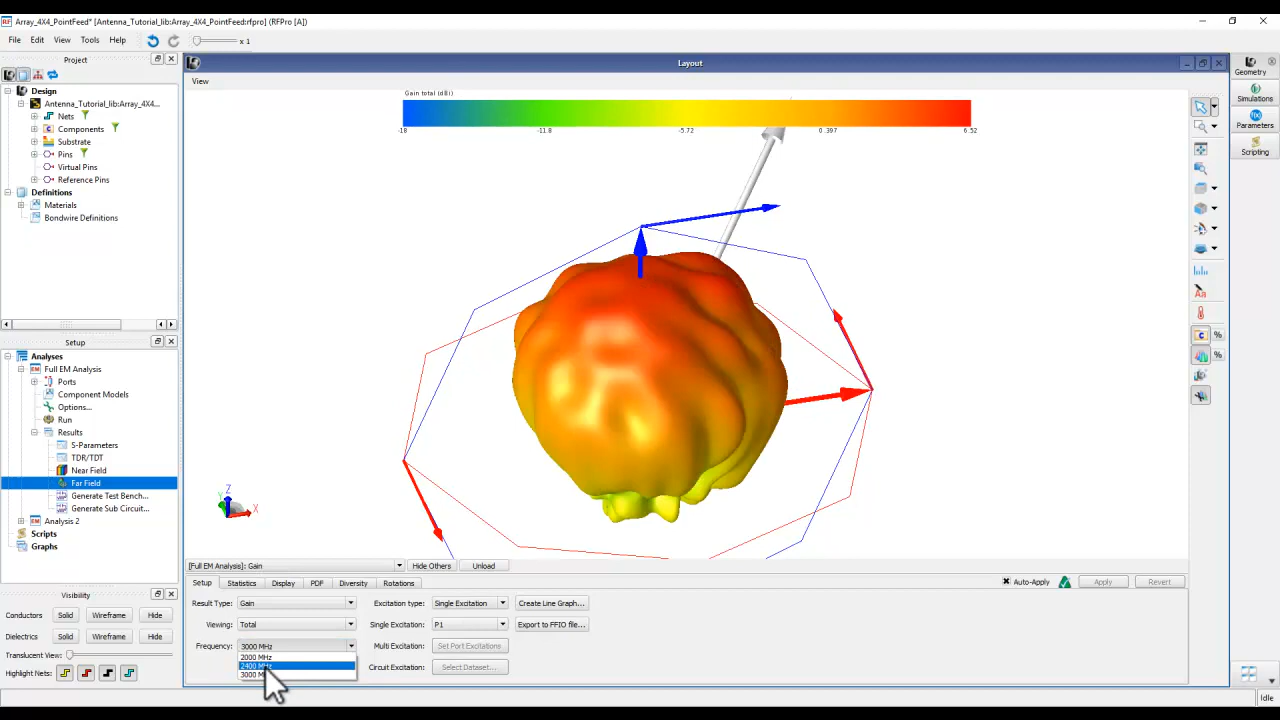 Array_4X4_PointFeed* [Antenna_Tutorial_lib:Array_4X4_PointFeed:rfpro] (RFPro [A])
File Edit View Tools Help x 1
Project
Design
Antenna_Tutorial_lib:Array_4X4...
Nets
Components
Substrate
Pins
Virtual Pins
Reference Pins
Definitions
Materials
Bondwire Definitions
Setup
Analyses
Full EM Analysis
Ports
Component Models
Options...
Run
Results
S-Parameters
TDR/TDT
Near Field
Far Field
Generate Test Bench...
Generate Sub Circuit...
Analysis 2
Scripts
Graphs
Visibility
Conductors Solid Wireframe Hide
Dielectrics Solid Wireframe Hide
Translucent View
Highlight Nets:
Layout
View
Gain total (dBi)
-18 -11.8 -5.72 0.397 6.52
Z
Y
X
[Full EM Analysis]: Gain Hide Others Unload
Setup Statistics Display PDF Diversity Rotations Auto-Apply Apply Revert
Result Type: Gain Excitation type: Single Excitation Create Line Graph...
Viewing: Total Single Excitation: P1 Export to FFIO file...
Frequency: 3000 MHz Multi Excitation: Set Port Excitations
2000 MHz
2400 MHz Circuit Excitation: Select Dataset...
3000
Geometry
Simulations
Parameters
Scripting
Idle